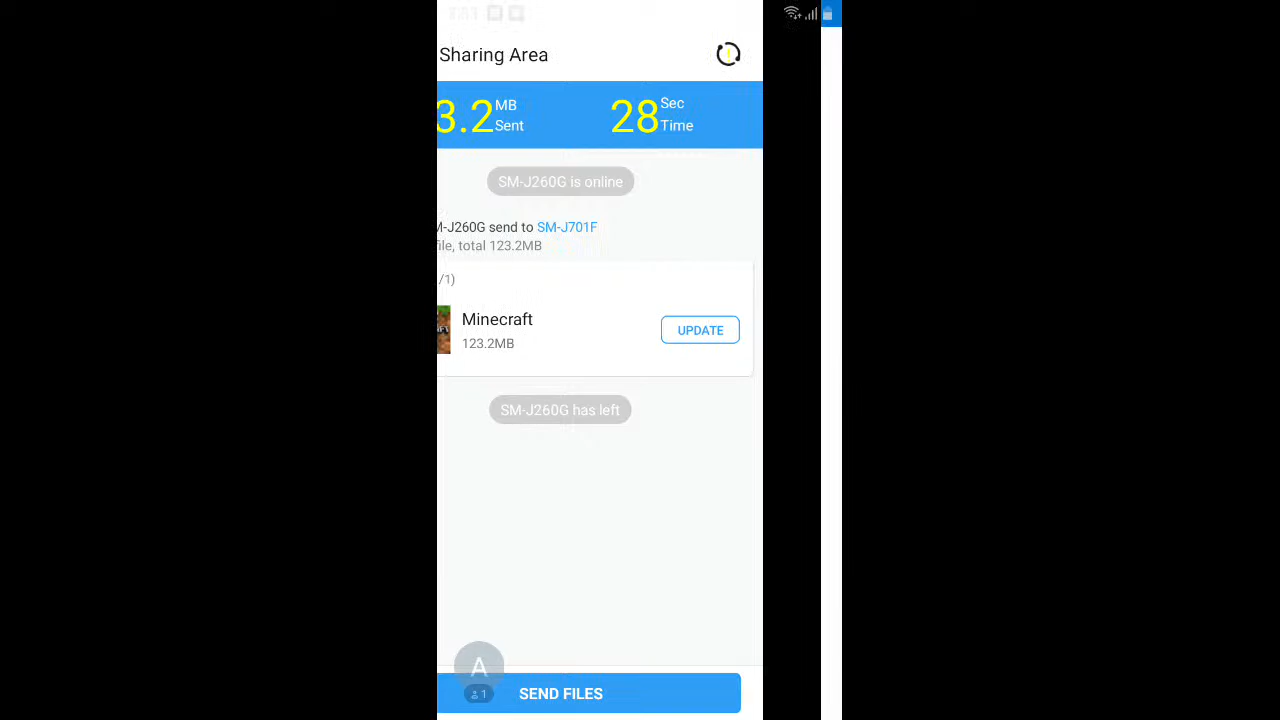 Sharing Area
3.2 MB Sent
28 Sec Time
SM-J260G is online
M-J260G send to SM-J701F
file, total 123.2MB
/1)
Minecraft
123.2MB
UPDATE
SM-J260G has left
A
1
SEND FILES